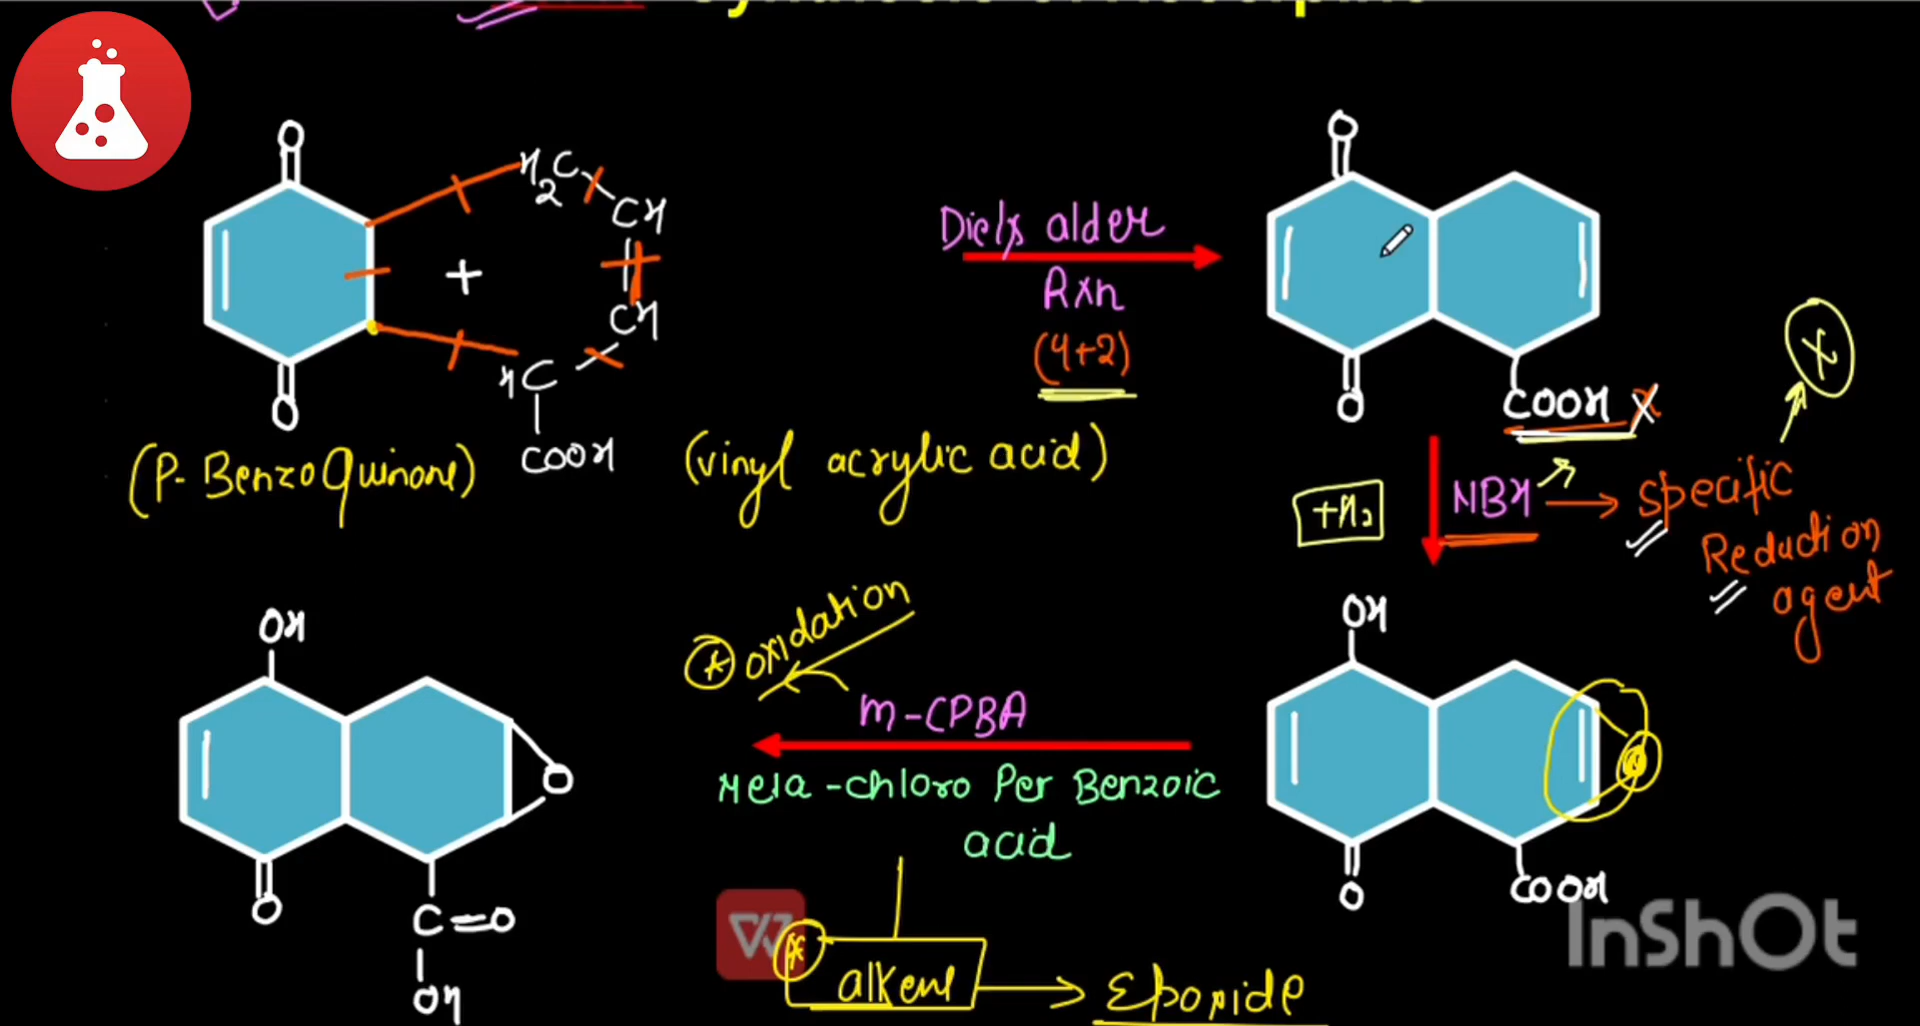 O
H₂C
CH
+
CH
HC
O
COOH
(P-BenzoQuinone)
(vinyl acrylic acid)
Diels alder
Rxn
(4+2)
O
O
COOH X
X
+H₂
NBH → specific
Reduction
agent
OH
O
COOH
* oxidation
m-CPBA
Meta-chloro Per Benzoic
acid
* alkene → Epoxide
OH
O
O
C=O
OH
W
InShOt